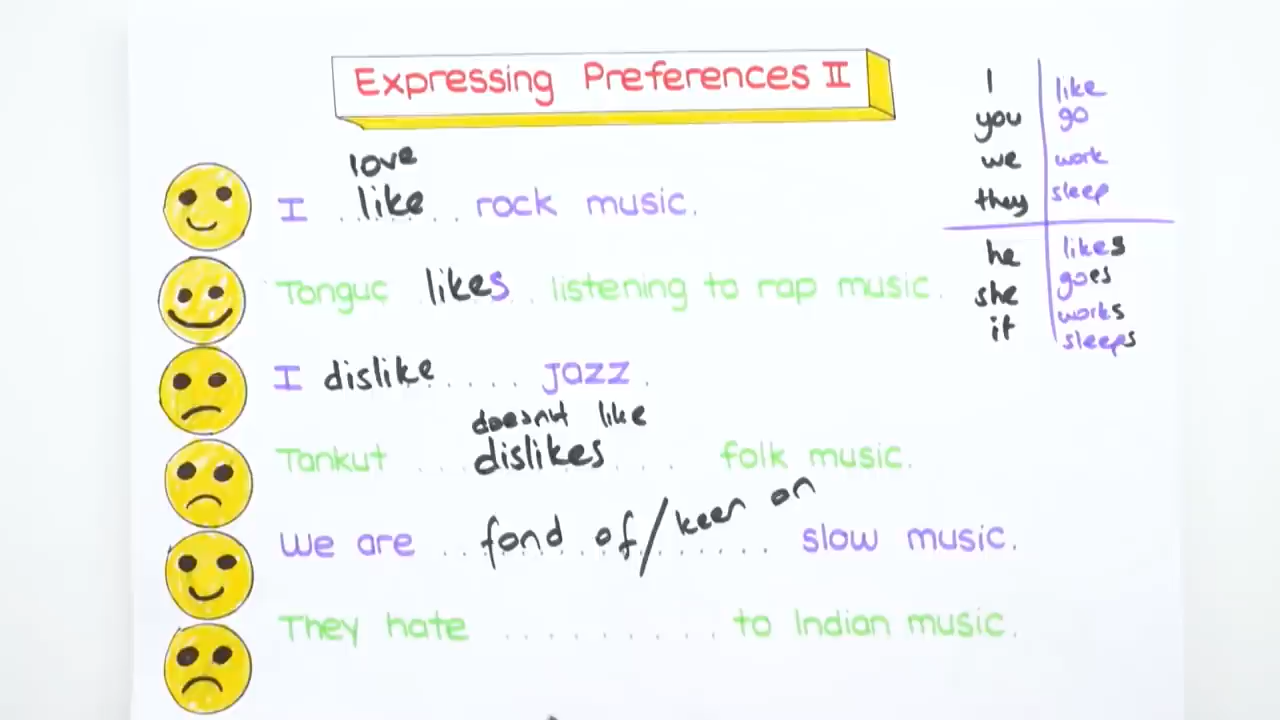 Expressing Preferences II
love
I ..like.. rock music.
Tonguç likes.. listening to rap music.
I dislike.... jazz.
doesn't like
Tankut ...dislikes.... folk music.
We are ..fond of/keen on....... slow music.
They hate .......... to Indian music.
I like
you go
we work
they sleep
he likes
she goes
it works
sleeps